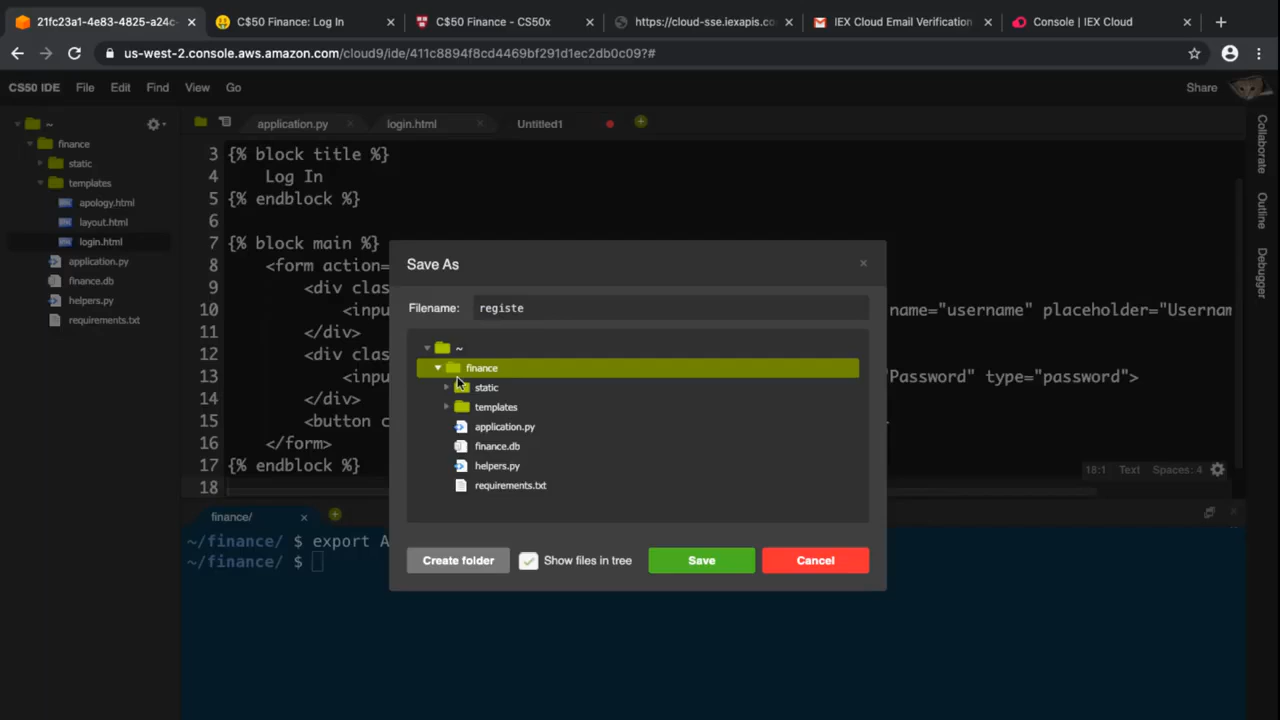 21fc23a1-4e83-4825-a24c-
C$50 Finance: Log In
C$50 Finance - CS50x
https://cloud-sse.iexapis.co
IEX Cloud Email Verification
Console | IEX Cloud
us-west-2.console.aws.amazon.com/cloud9/ide/411c8894f8cd4469bf291d1ec2db0c09?#
CS50 IDE File Edit Find View Go Share
~
finance
static
templates
apology.html
layout.html
login.html
application.py
finance.db
helpers.py
requirements.txt
application.py login.html Untitled1
3 {% block title %}
4 Log In
5 {% endblock %}
6
7 {% block main %}
8 <form action=
9 <div clas
10 <inpu name="username" placeholder="Usernam
11 </div>
12 <div clas
13 <inpu "Password" type="password">
14 </div>
15 <button c
16 </form>
17 {% endblock %}
18
18:1 Text Spaces: 4
Save As
Filename: registe
~
finance
static
templates
application.py
finance.db
helpers.py
requirements.txt
Create folder Show files in tree Save Cancel
finance/
~/finance/ $ export A
~/finance/ $
Collaborate
Outline
Debugger